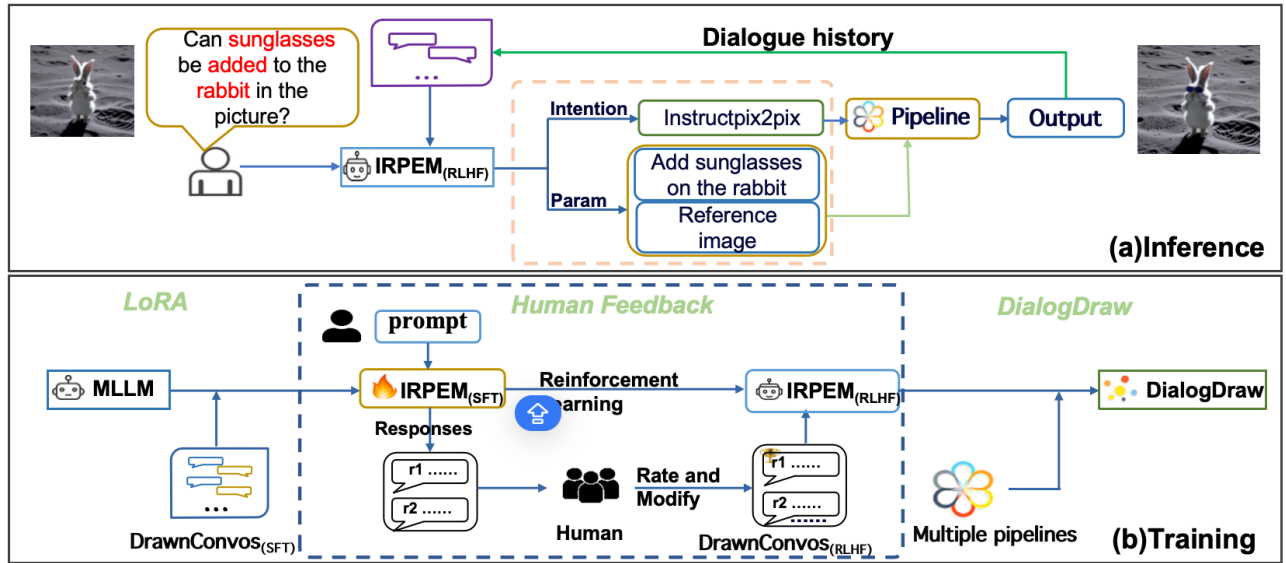 Can sunglasses
be added to the
rabbit in the
picture?
...
Dialogue history
IRPEM(RLHF)
Intention
Param
Instructpix2pix
Add sunglasses
on the rabbit
Reference
image
Pipeline
Output
(a)Inference
LoRA
Human Feedback
DialogDraw
prompt
MLLM
IRPEM(SFT)
Reinforcement
IRPEM(RLHF)
DialogDraw
Responses
r1 ......
r2 ......
...
DrawnConvos(SFT)
Human
Rate and
Modify
r1 ......
r2 ......
DrawnConvos(RLHF)
Multiple pipelines
(b)Training